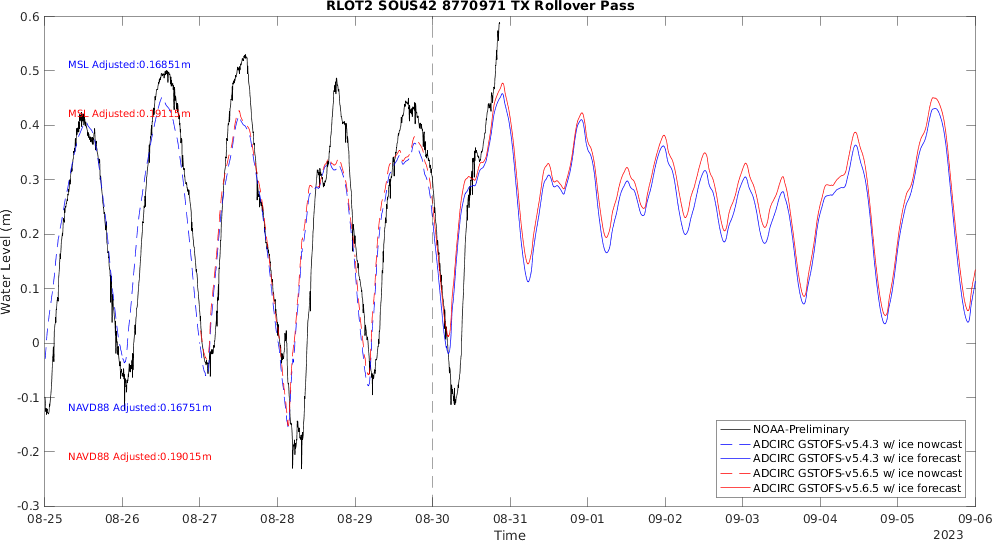 RLOT2 SOUS42 8770971 TX Rollover Pass
0.6
0.5
0.4
0.3
0.2
0.1
0
-0.1
-0.2
-0.3
Water Level (m)
MSL Adjusted:0.16851m
MSL Adjusted:0.19115m
NAVD88 Adjusted:0.16751m
NAVD88 Adjusted:0.19015m
NOAA-Preliminary
ADCIRC GSTOFS-v5.4.3 w/ ice nowcast
ADCIRC GSTOFS-v5.4.3 w/ ice forecast
ADCIRC GSTOFS-v5.6.5 w/ ice nowcast
ADCIRC GSTOFS-v5.6.5 w/ ice forecast
08-25 08-26 08-27 08-28 08-29 08-30 08-31 09-01 09-02 09-03 09-04 09-05 09-06
Time
2023